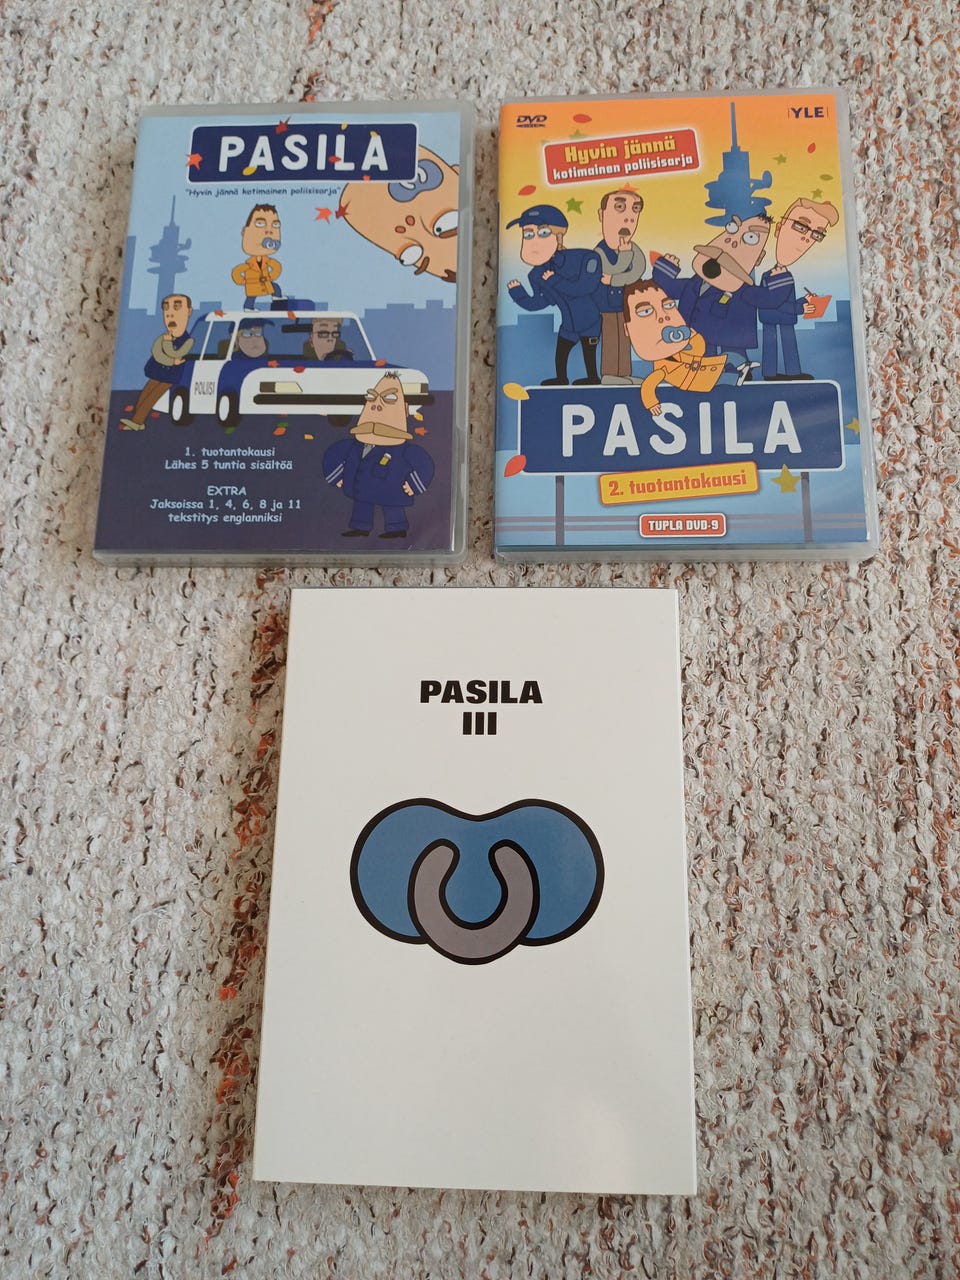 PASILA
"Hyvin jännä kotimainen poliisisarja"
POLIISI
1. tuotantokausi
Lähes 5 tuntia sisältöä
EXTRA
Jaksoissa 1, 4, 6, 8 ja 11
tekstitys englanniksi
DVD
YLE
Hyvin jännä
kotimainen poliisisarja
PASILA
2. tuotantokausi
TUPLA DVD-9
PASILA
III